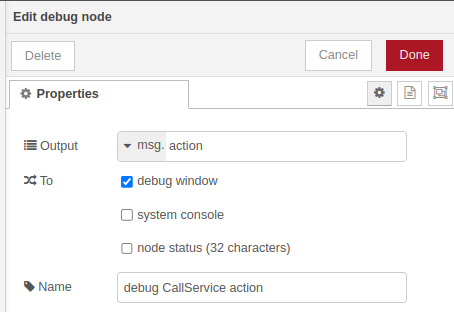 Edit debug node
Delete Cancel Done
Properties
Output msg. action
To debug window
system console
node status (32 characters)
Name debug CallService action